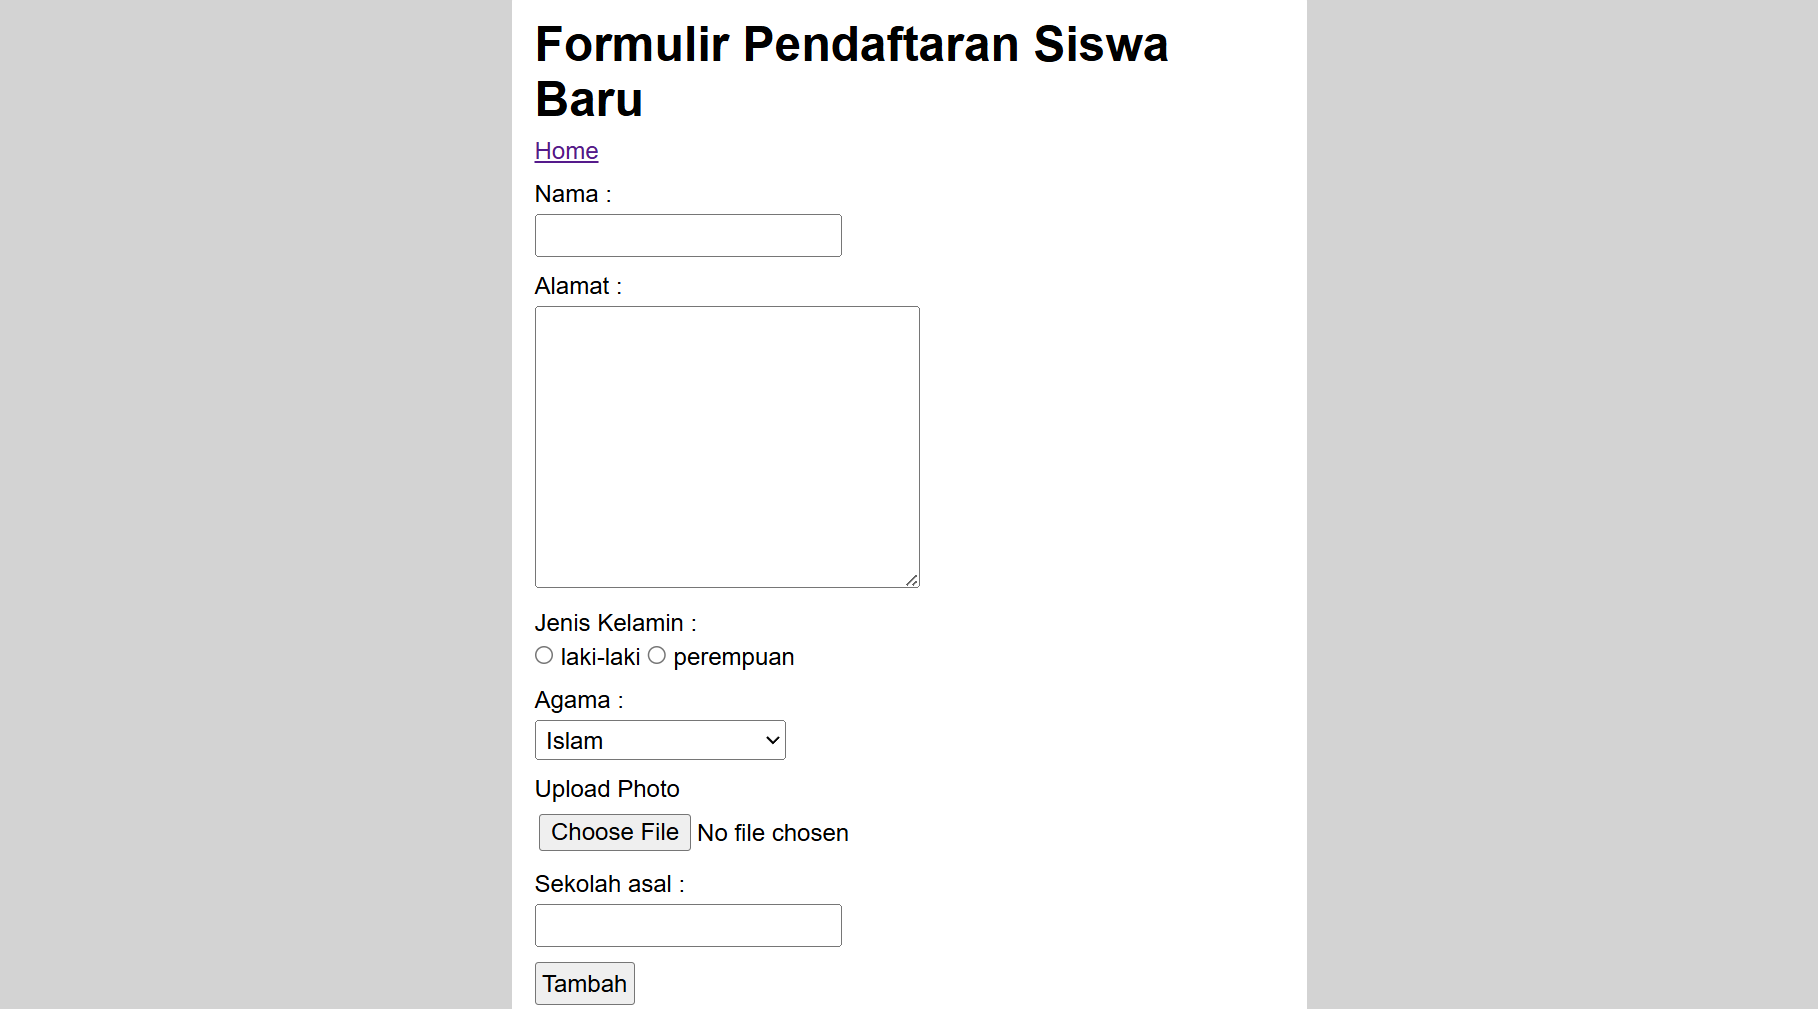 Formulir Pendaftaran Siswa
Baru
Home
Nama :
Alamat :
Jenis Kelamin :
laki-laki perempuan
Agama :
Islam
Upload Photo
Choose File No file chosen
Sekolah asal :
Tambah